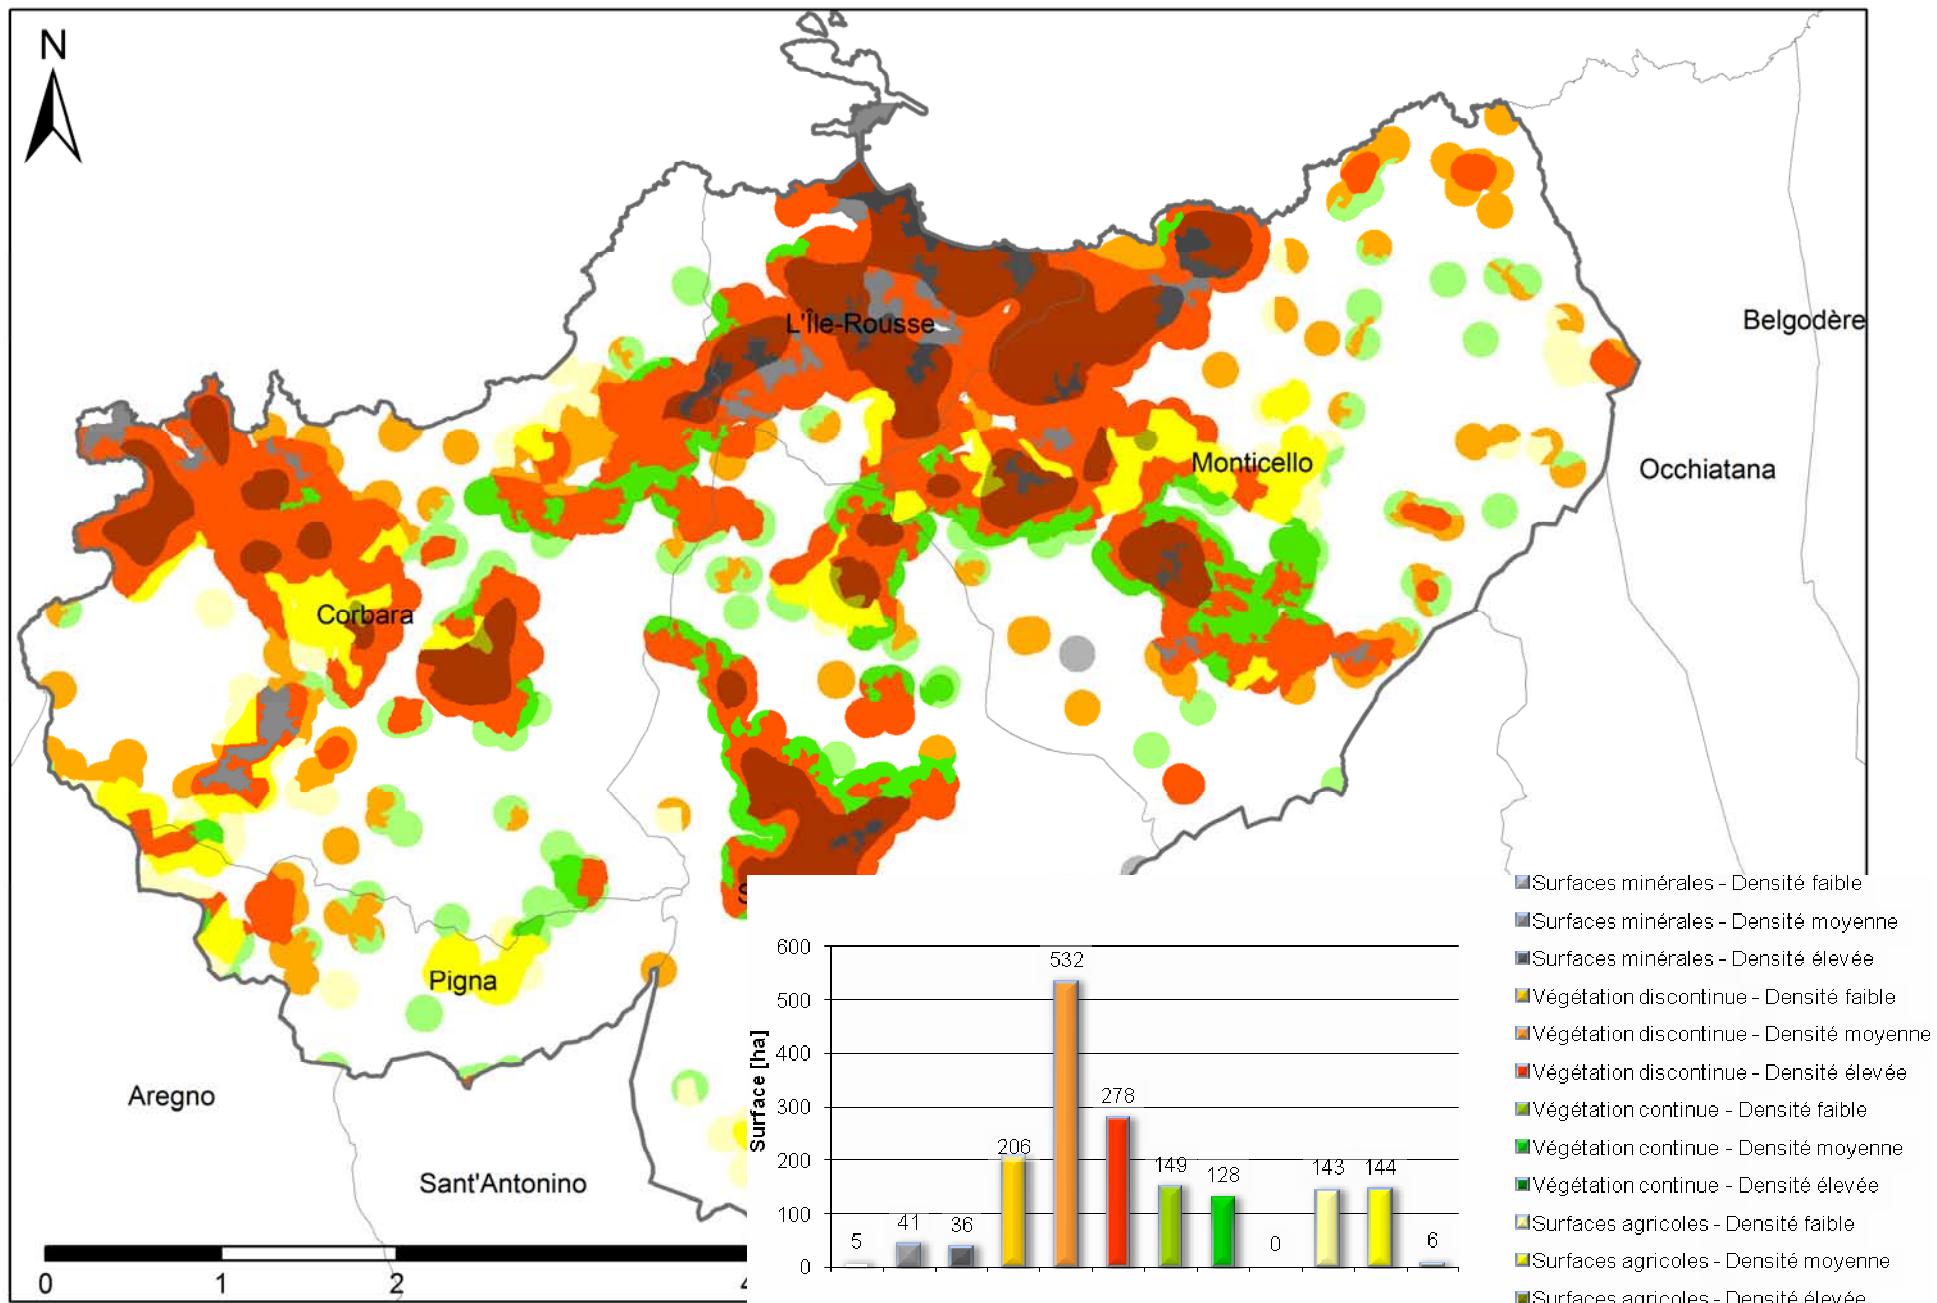 N
L'Île-Rousse
Belgodère
Monticello
Occhiatana
Corbara
Pigna
Aregno
Sant'Antonino
0 1 2
Surface [ha]
600
500
400
300
200
100
0
5
41
36
206
532
278
149
128
0
143
144
6
Surfaces minérales - Densité faible
Surfaces minérales - Densité moyenne
Surfaces minérales - Densité élevée
Végétation discontinue - Densité faible
Végétation discontinue - Densité moyenne
Végétation discontinue - Densité élevée
Végétation continue - Densité faible
Végétation continue - Densité moyenne
Végétation continue - Densité élevée
Surfaces agricoles - Densité faible
Surfaces agricoles - Densité moyenne
Surfaces agricoles - Densité élevée